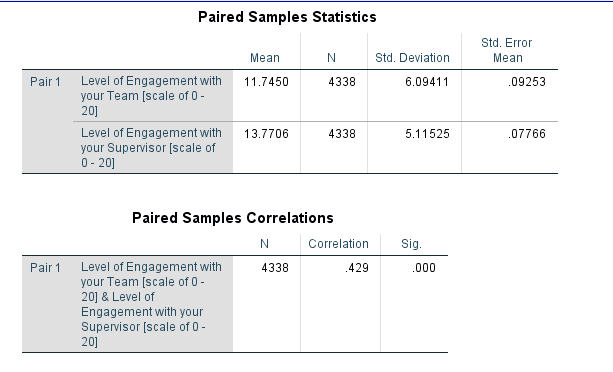 Paired Samples Statistics
Std. Error
Mean N Std. Deviation Mean
Pair 1 Level of Engagement with 11.7450 4338 6.09411 .09253
your Team [scale of 0 -
20]
Level of Engagement with 13.7706 4338 5.11525 .07766
your Supervisor [scale of
0 - 20]
Paired Samples Correlations
N Correlation Sig.
Pair 1 Level of Engagement with 4338 .429 .000
your Team [scale of 0 -
20] & Level of
Engagement with your
Supervisor [scale of 0 -
20]